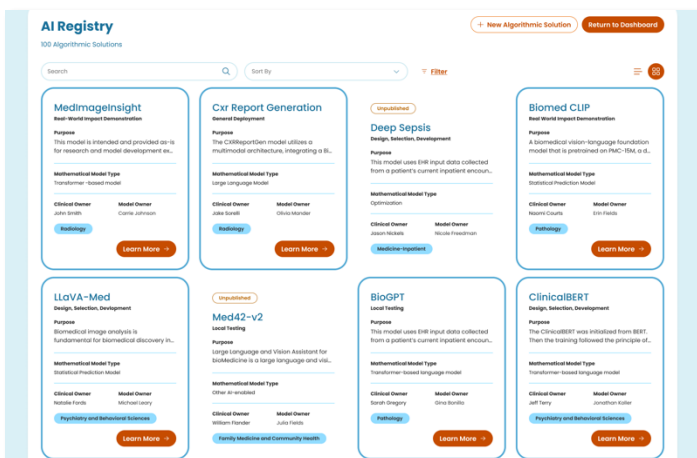 AI Registry
100 Algorithmic Solutions
+ New Algorithmic Solution
Return to Dashboard
Search
Sort By
Filter
MedImageInsight
Real-World Impact Demonstration
Purpose
This model is intended and provided as-is
for research and model development ex...
Mathematical Model Type
Transformer-based model
Clinical Owner
Model Owner
John Smith
Carrie Johnson
Radiology
Learn More →
Cxr Report Generation
General Deployment
Purpose
The CXRReportGen model utilizes a
multimodal architecture, integrating a Bi...
Mathematical Model Type
Large Language Model
Clinical Owner
Model Owner
Jake Sorelli
Olivia Mander
Radiology
Learn More →
Unpublished
Deep Sepsis
Design, Selection, Development
Purpose
This model uses EHR input data collected
from a patient's current inpatient encoun...
Mathematical Model Type
Optimization
Clinical Owner
Model Owner
Jason Nickels
Nicole Freedman
Medicine-Inpatient
Biomed CLIP
Real World Impact Demonstration
Purpose
A biomedical vision-language foundation
model that is pretrained on PMC-15M, a d...
Mathematical Model Type
Statistical Prediction Model
Clinical Owner
Model Owner
Naomi Courts
Erin Fields
Pathology
Learn More →
LLaVA-Med
Design, Selection, Devlopment
Purpose
Biomedical image analysis is
fundamental for biomedical discovery in...
Mathematical Model Type
Statistical Prediction Model
Clinical Owner
Model Owner
Natalie Fords
Michael Leary
Psychiatry and Behavioral Sciences
Learn More →
Unpublished
Med42-v2
Local Testing
Purpose
Large Language and Vision Assistant for
bioMedicine is a large language and visi...
Mathematical Model Type
Other AI-enabled
Clinical Owner
Model Owner
William Flander
Julia Fields
Family Medicine and Community Health
BioGPT
Local Testing
Purpose
This model uses EHR input data collected
from a patient's current inpatient encoun...
Mathematical Model Type
Transformer-based language model
Clinical Owner
Model Owner
Sarah Gregory
Gina Bonillo
Pathology
Learn More →
ClinicalBERT
Design, Selection, Development
Purpose
The ClinicalBERT was initialized from BERT.
Then the training followed the principle of...
Mathematical Model Type
Transformer-based language model
Clinical Owner
Model Owner
Jeff Terry
Jonathan Koller
Psychiatry and Behavioral Sciences
Learn More →